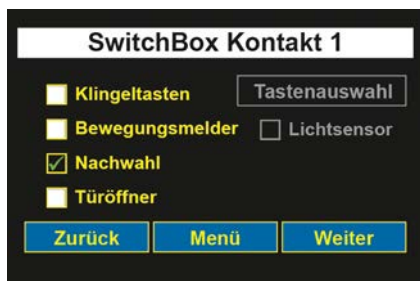 SwitchBox Kontakt 1
Klingeltasten Tastenauswahl
Bewegungsmelder Lichtsensor
Nachwahl
Türöffner
Zurück Menü Weiter